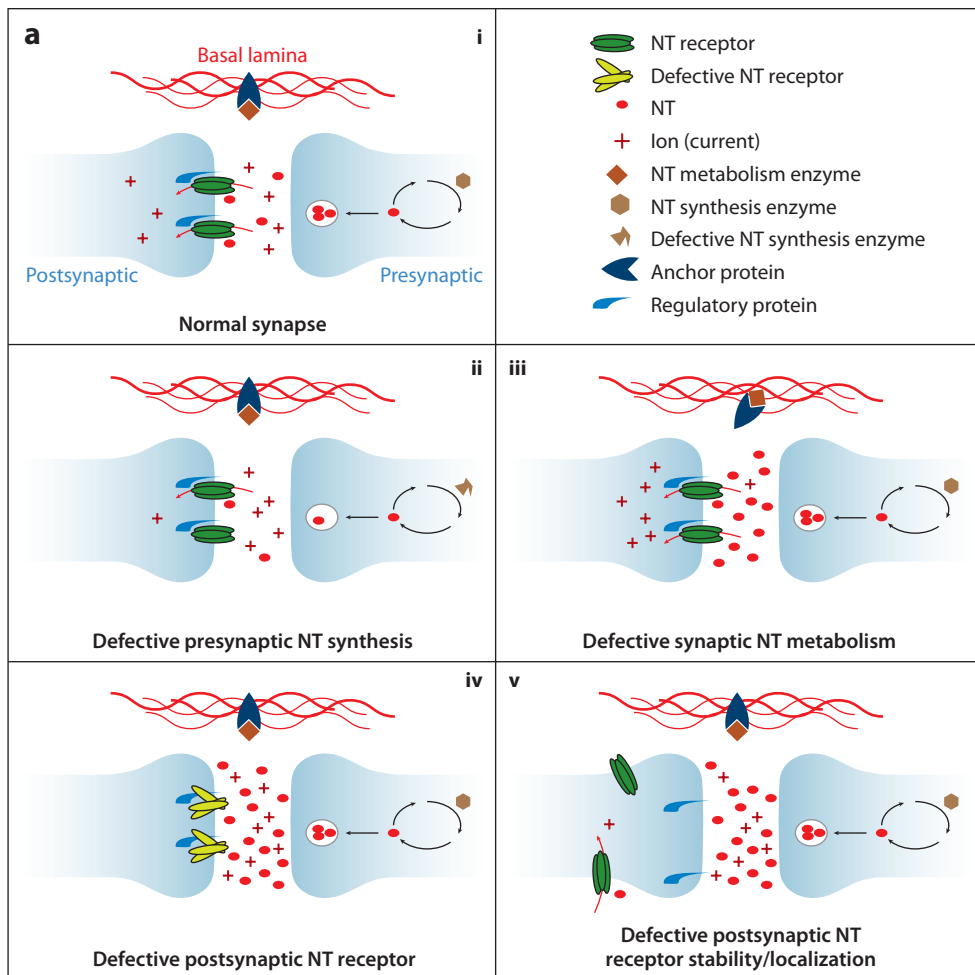 a
i
Basal lamina
Postsynaptic
Presynaptic
Normal synapse
NT receptor
Defective NT receptor
NT
Ion (current)
NT metabolism enzyme
NT synthesis enzyme
Defective NT synthesis enzyme
Anchor protein
Regulatory protein
ii
Defective presynaptic NT synthesis
iii
Defective synaptic NT metabolism
iv
Defective postsynaptic NT receptor
v
Defective postsynaptic NT
receptor stability/localization